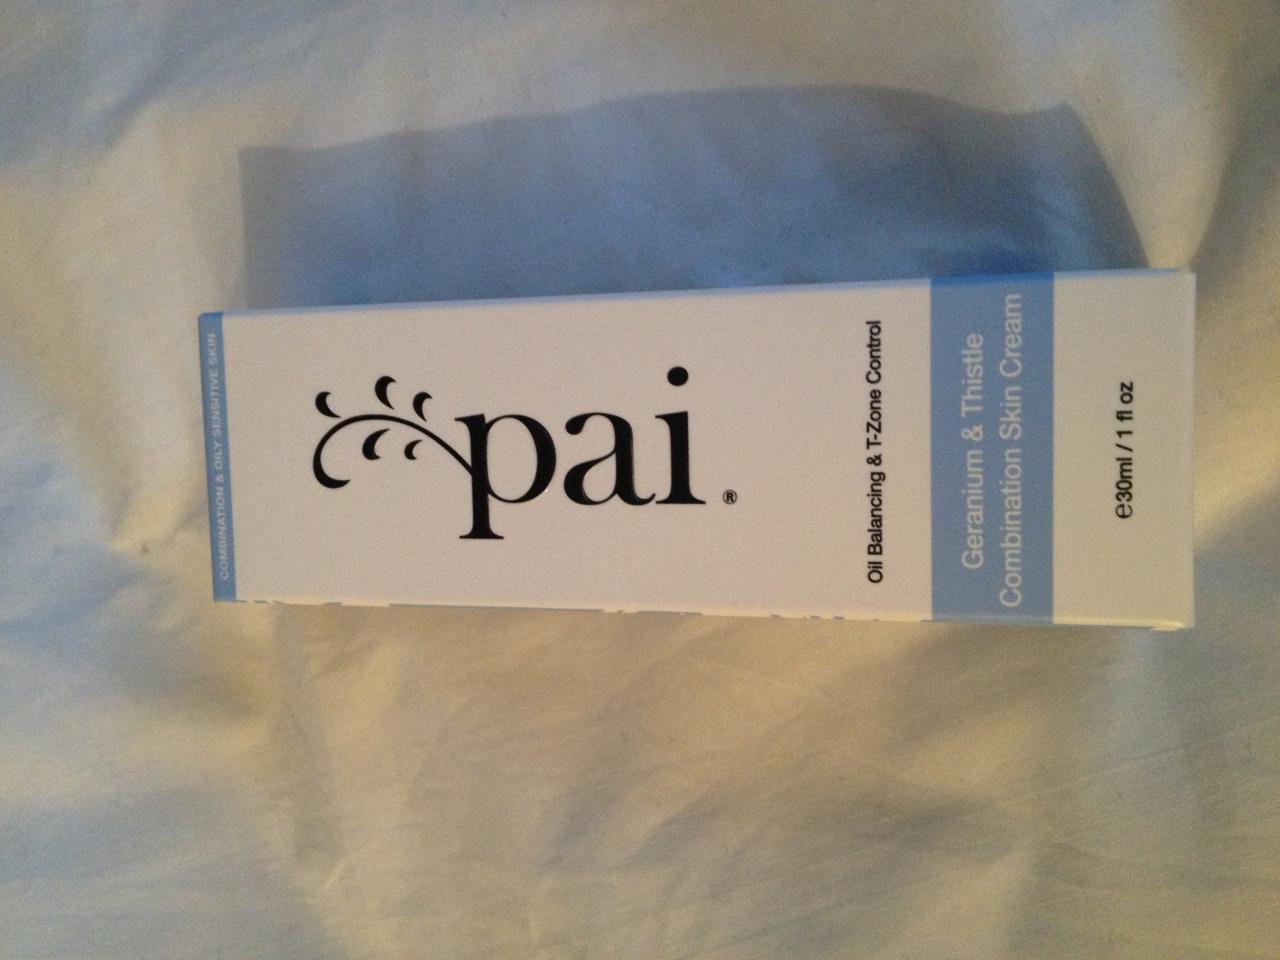 COMBINATION & OILY SENSITIVE SKIN
pai®
Oil Balancing & T-Zone Control
Geranium & Thistle
Combination Skin Cream
℮30ml / 1 fl oz